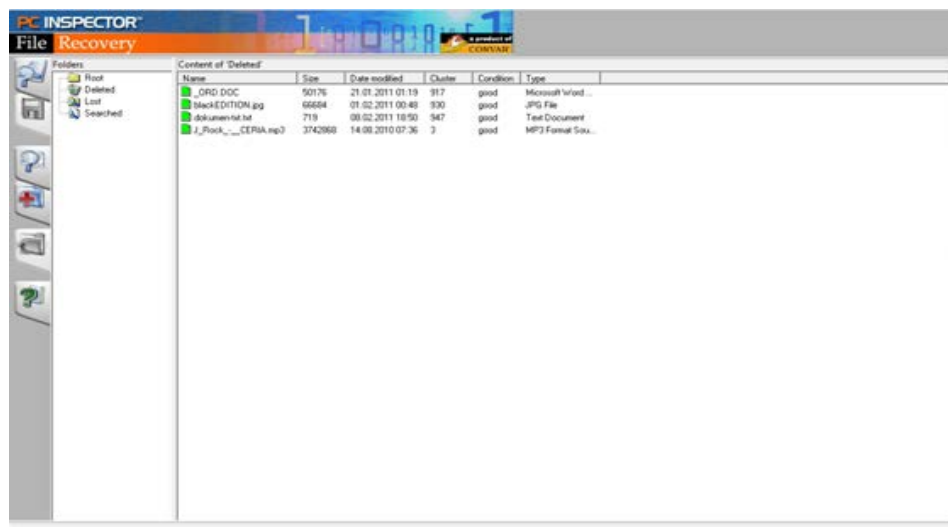 PC INSPECTOR™
File Recovery
a product of
CONVAR
Folders
Root
Deleted
Lost
Searched
Content of 'Deleted'
Name Size Date modified Cluster Condition Type
_ORD.DOC 50176 21.01.2011 01:19 917 good Microsoft Word ...
blackEDITION.jpg 66684 01.02.2011 00:48 930 good JPG File
dokumen-txt.txt 719 08.02.2011 18:50 947 good Text Document
J_Rock_-__CERIA.mp3 3742868 14.08.2010 07:36 3 good MP3 Format Sou...